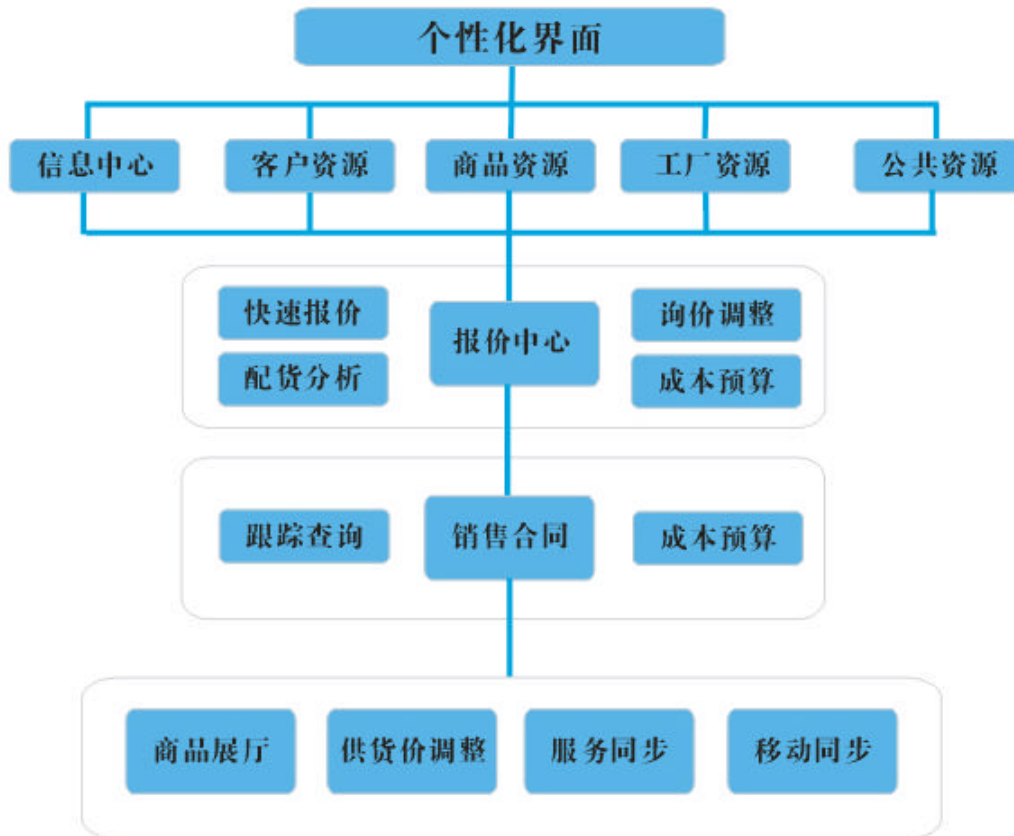 个性化界面
信息中心
客户资源
商品资源
工厂资源
公共资源
快速报价
报价中心
询价调整
配货分析
成本预算
跟踪查询
销售合同
成本预算
商品展厅
供货价调整
服务同步
移动同步